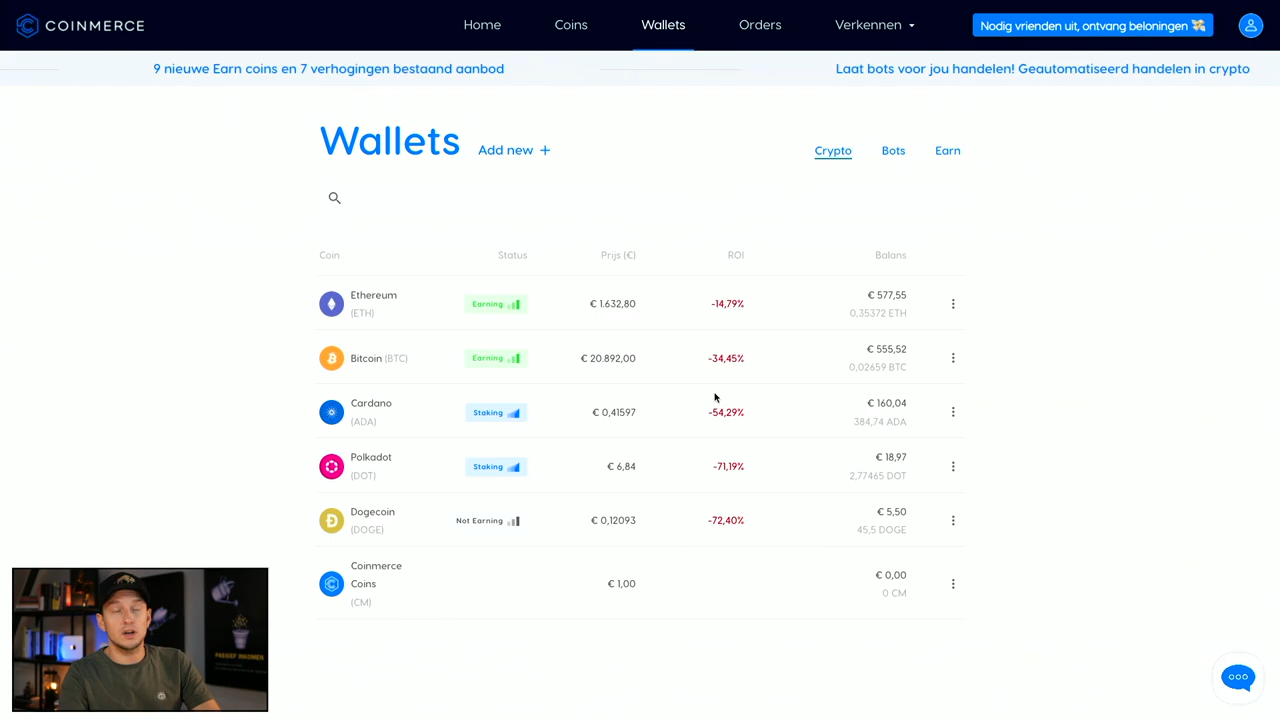 COINMERCE
Home Coins Wallets Orders Verkennen
Nodig vrienden uit, ontvang beloningen
9 nieuwe Earn coins en 7 verhogingen bestaand aanbod
Laat bots voor jou handelen! Geautomatiseerd handelen in crypto
Wallets Add new +
Crypto Bots Earn
Coin Status Prijs (€) ROI Balans
Ethereum
(ETH)
Earning
€ 1.632,80
-14,79%
€ 577,55
0,35372 ETH
Bitcoin (BTC)
Earning
€ 20.892,00
-34,45%
€ 555,52
0,02659 BTC
Cardano
(ADA)
Staking
€ 0,41597
-54,29%
€ 160,04
384,74 ADA
Polkadot
(DOT)
Staking
€ 6,84
-71,19%
€ 18,97
2,77465 DOT
Dogecoin
(DOGE)
Not Earning
€ 0,12093
-72,40%
€ 5,50
45,5 DOGE
Coinmerce
Coins
(CM)
€ 1,00
€ 0,00
0 CM
PASSIEF INKOMEN